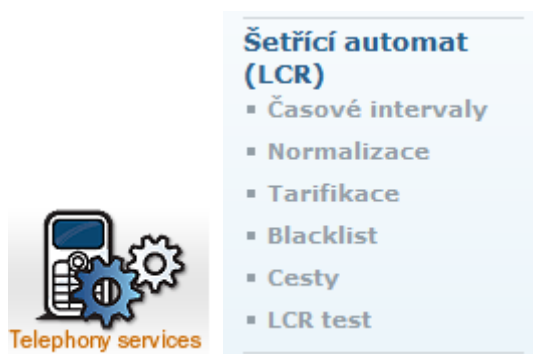 Šetřící automat
(LCR)
Časové intervaly
Normalizace
Tarifikace
Blacklist
Cesty
LCR test
Telephony services